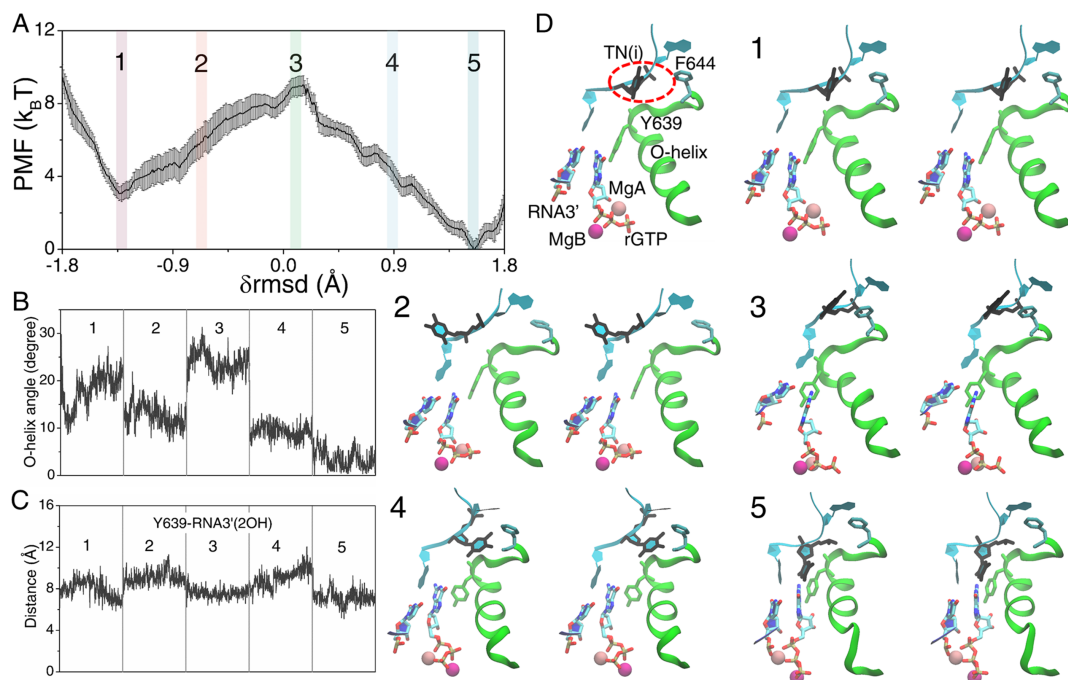 A
PMF (kBT)
12
8
4
0
1
2
3
4
5
-1.8
-0.9
0.0
0.9
1.8
δrmsd (Å)
B
O-helix angle (degree)
30
20
10
0
1
2
3
4
5
C
Distance (Å)
16
12
8
4
0
Y639-RNA3'(2OH)
1
2
3
4
5
D
TN(i)
F644
Y639
O-helix
MgA
RNA3'
MgB
rGTP
1
2
3
4
5